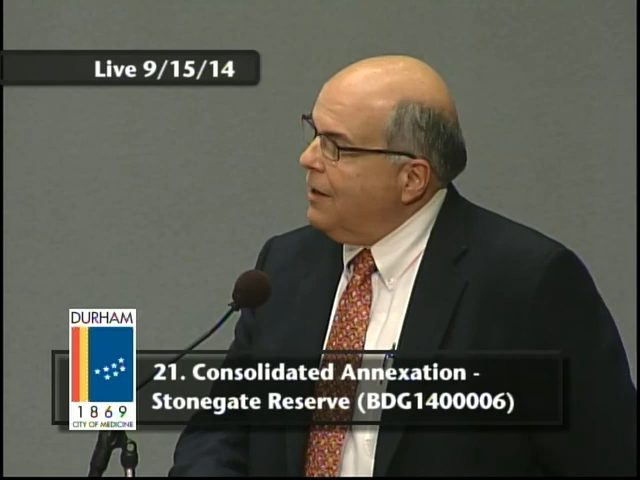 Live 9/15/14
DURHAM
1869
CITY OF MEDICINE
21. Consolidated Annexation -
Stonegate Reserve (BDG1400006)